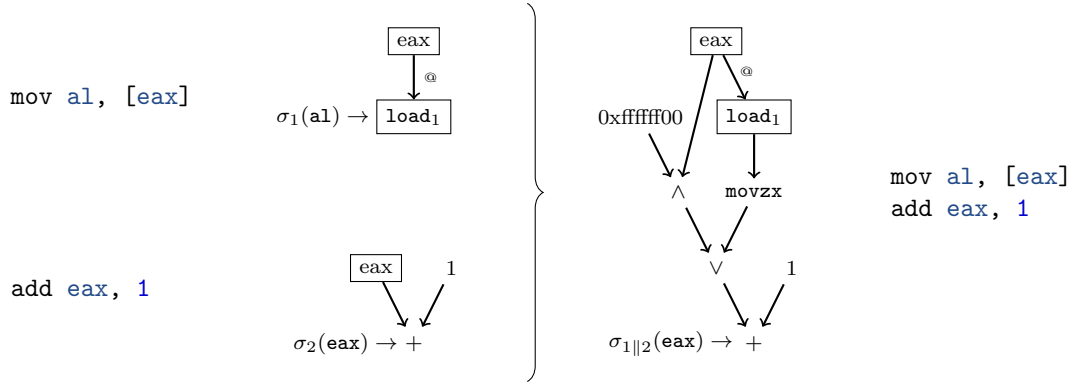 mov al, [eax]
eax
@
σ1(al) → load1
add eax, 1
eax 1
σ2(eax) → +
eax
@
0xffffff00 load1
∧ movzx
∨ 1
σ1∥2(eax) → +
mov al, [eax]
add eax, 1